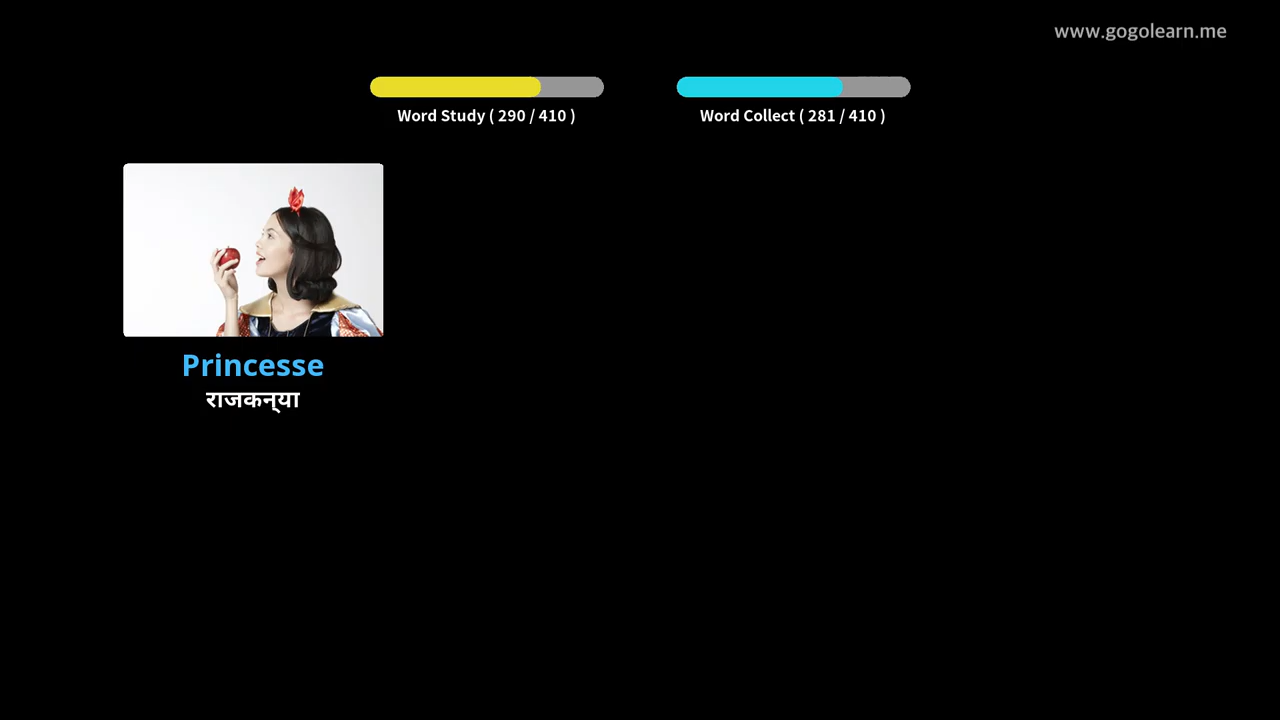 www.gogolearn.me
Word Study ( 290 / 410 )
Word Collect ( 281 / 410 )
Princesse
राजकन्या